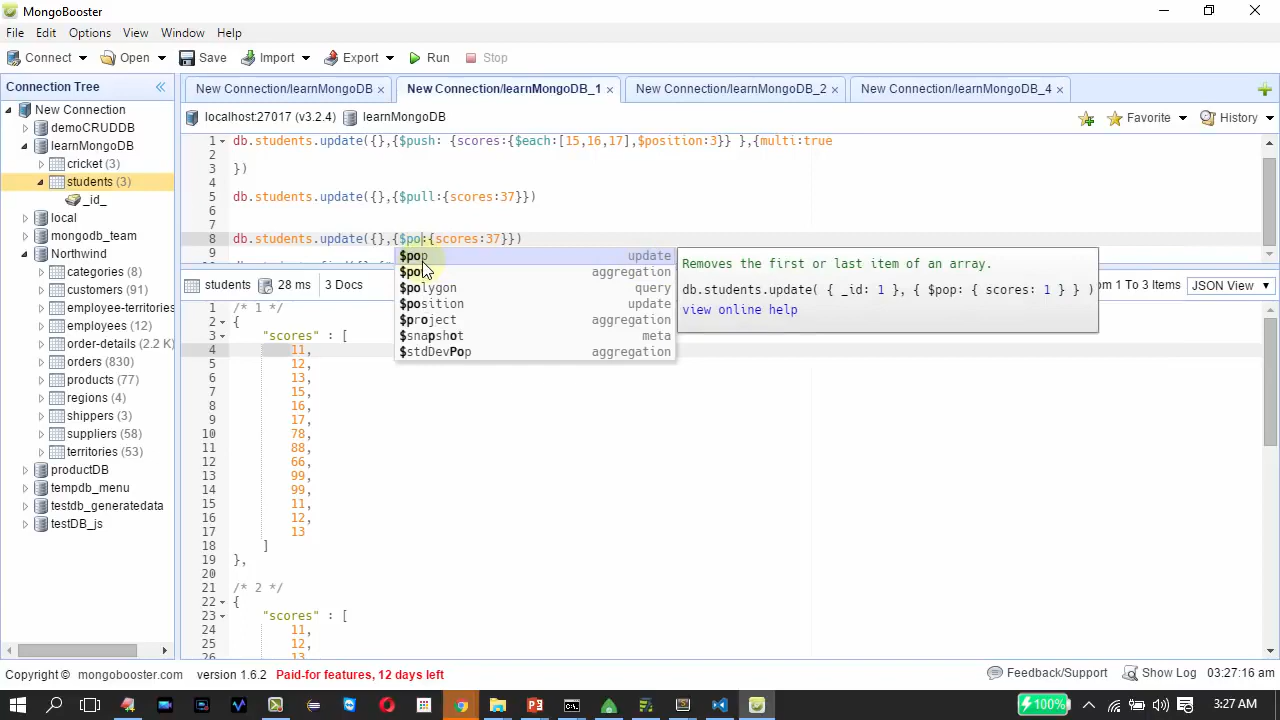 MongoBooster
File Edit Options View Window Help
Connect Open Save Import Export Run Stop
Connection Tree
New Connection
demoCRUDDB
learnMongoDB
cricket (3)
students (3)
_id_
local
mongodb_team
Northwind
categories (8)
customers (91)
employee-territories
employees (12)
order-details (2.2 K
orders (830)
products (77)
regions (4)
shippers (3)
suppliers (58)
territories (53)
productDB
tempdb_menu
testdb_generatedata
testDB_js
New Connection/learnMongoDB New Connection/learnMongoDB_1 New Connection/learnMongoDB_2 New Connection/learnMongoDB_4
localhost:27017 (v3.2.4) learnMongoDB Favorite History
1 db.students.update({},{$push: {scores:{$each:[15,16,17],$position:3}} },{multi:true
2
3 })
4
5 db.students.update({},{$pull:{scores:37}})
6
7
8 db.students.update({},{$po:{scores:37}})
9
$pop update
aggregation
$polygon query
$position update
$project aggregation
$snapshot meta
$stdDevPop aggregation
Removes the first or last item of an array.
db.students.update( { _id: 1 }, { $pop: { scores: 1 } } )
view online help
students 28 ms 3 Docs
1 To 3 Items JSON View
1 /* 1 */
2 {
3 "scores" : [
4 11,
5 12,
6 13,
7 15,
8 16,
9 17,
10 78,
11 88,
12 66,
13 99,
14 99,
15 11,
16 12,
17 13
18 ]
19 },
20
21 /* 2 */
22 {
23 "scores" : [
24 11,
25 12,
26 13
Copyright © mongobooster.com version 1.6.2 Paid-for features, 12 days left Feedback/Support Show Log 03:27:16 am
100% 3:27 AM